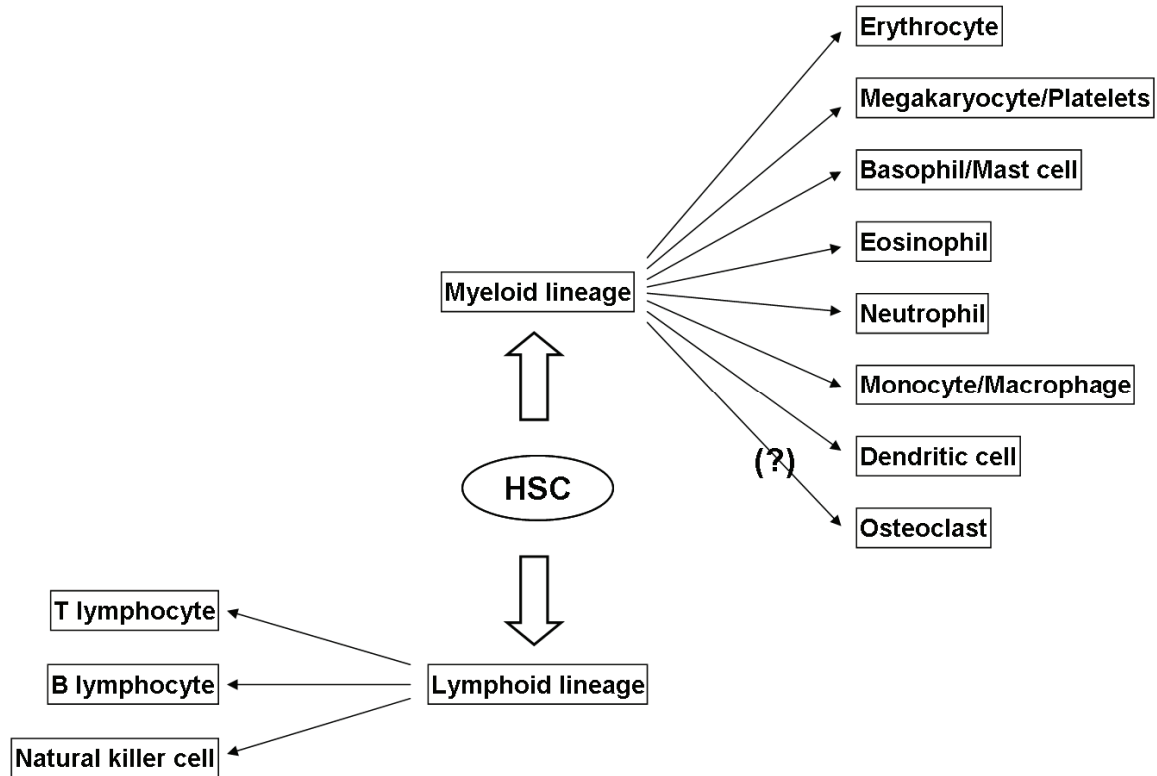 Erythrocyte
Megakaryocyte/Platelets
Basophil/Mast cell
Eosinophil
Myeloid lineage
Neutrophil
Monocyte/Macrophage
(?)
Dendritic cell
HSC
Osteoclast
T lymphocyte
B lymphocyte
Lymphoid lineage
Natural killer cell